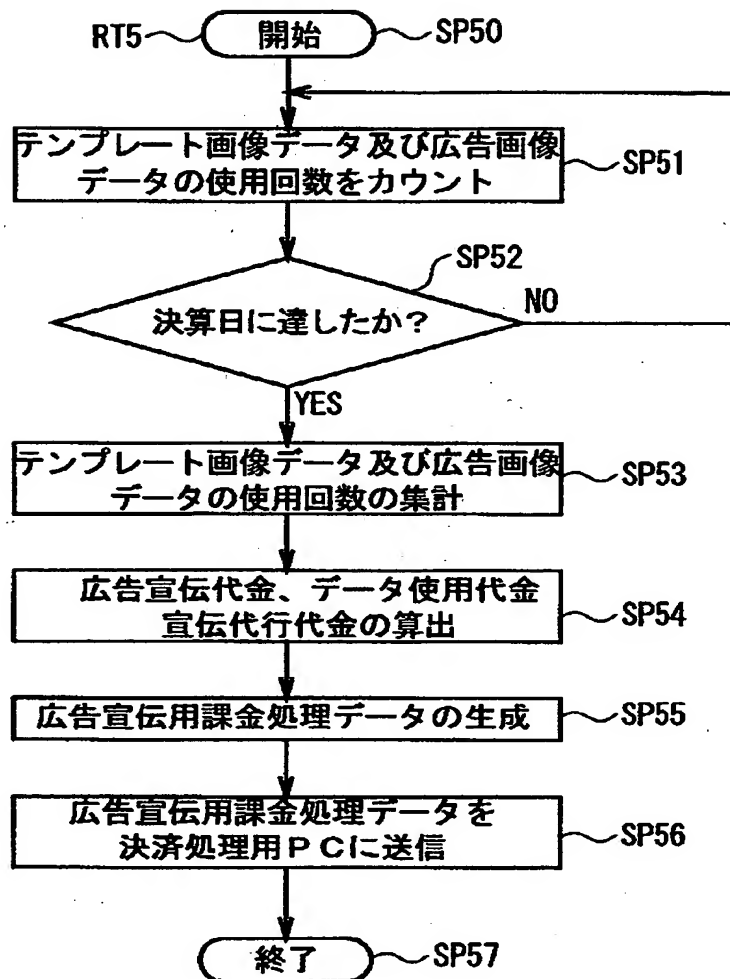 RT5 開始 SP50
テンプレート画像データ及び広告画像
データの使用回数をカウント
SP51
SP52
決算日に達したか?
NO
YES
テンプレート画像データ及び広告画像
データの使用回数の集計
SP53
広告宣伝代金、データ使用代金
宣伝代行代金の算出
SP54
広告宣伝用課金処理データの生成
SP55
広告宣伝用課金処理データを
決済処理用PCに送信
SP56
終了
SP57